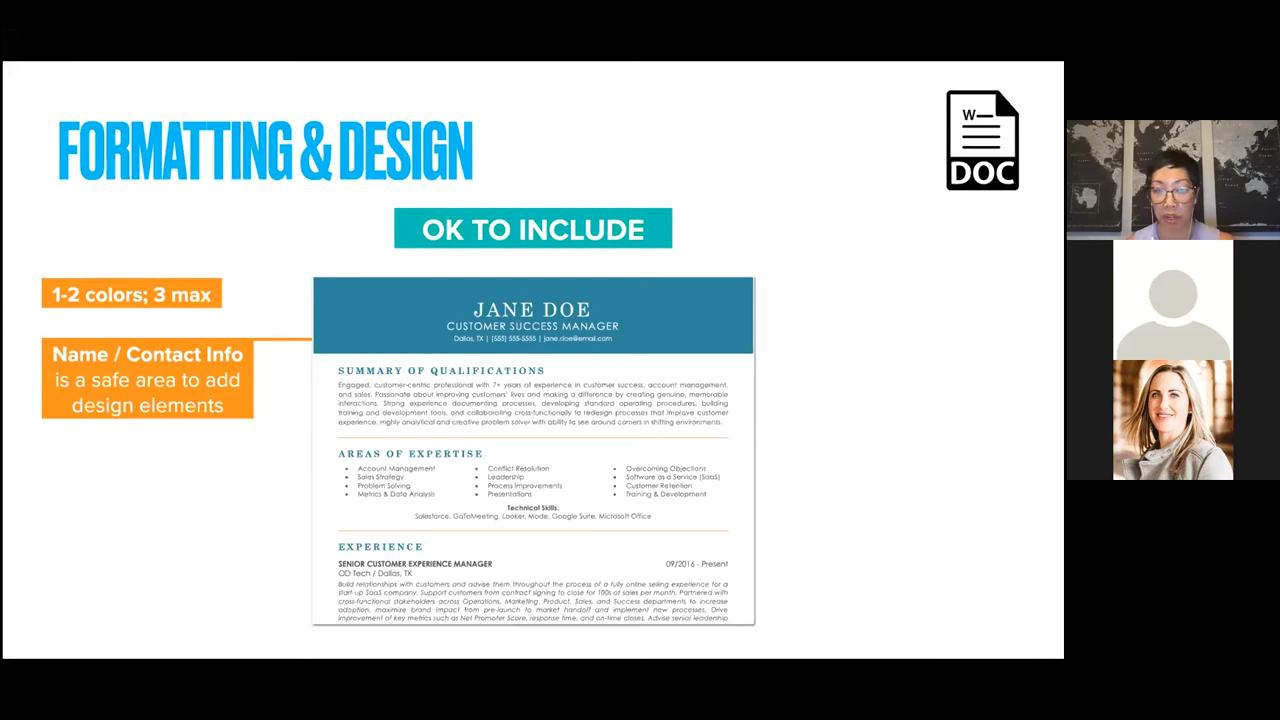 FORMATTING & DESIGN
W
DOC
OK TO INCLUDE
1-2 colors; 3 max
Name / Contact Info
is a safe area to add
design elements
JANE DOE
CUSTOMER SUCCESS MANAGER
Dallas, TX | (555) 555-5555 | jane.doe@email.com
SUMMARY OF QUALIFICATIONS
Engaged, customer-centric professional with 7+ years of experience in customer success, account management,
and sales. Passionate about improving customers' lives and making a difference by creating genuine, memorable
interactions. Strong experience documenting processes, developing standard operating procedures, building
training and development tools, and collaborating cross-functionally to redesign processes that improve customer
experience. Highly analytical and creative problem solver with ability to see around corners in shifting environments.
AREAS OF EXPERTISE
• Account Management
• Sales Strategy
• Problem Solving
• Metrics & Data Analysis
• Conflict Resolution
• Leadership
• Process Improvements
• Presentations
• Overcoming Objections
• Software as a Service (SaaS)
• Customer Retention
• Training & Development
Technical Skills:
Salesforce, GoToMeeting, Looker, Mode, Google Suite, Microsoft Office
EXPERIENCE
SENIOR CUSTOMER EXPERIENCE MANAGER 09/2016 - Present
OD Tech / Dallas, TX
Build relationships with customers and advise them throughout the process of a fully online selling experience for a
start-up SaaS company. Support customers from contract signing to close for 100s of sales per month. Partnered with
cross-functional stakeholders across Operations, Marketing, Product, Sales, and Success departments to increase
adoption, maximize brand impact from pre-launch to market handoff and implement new processes. Drive
improvement of key metrics such as Net Promoter Score, response time, and on-time closes. Advise senior leadership